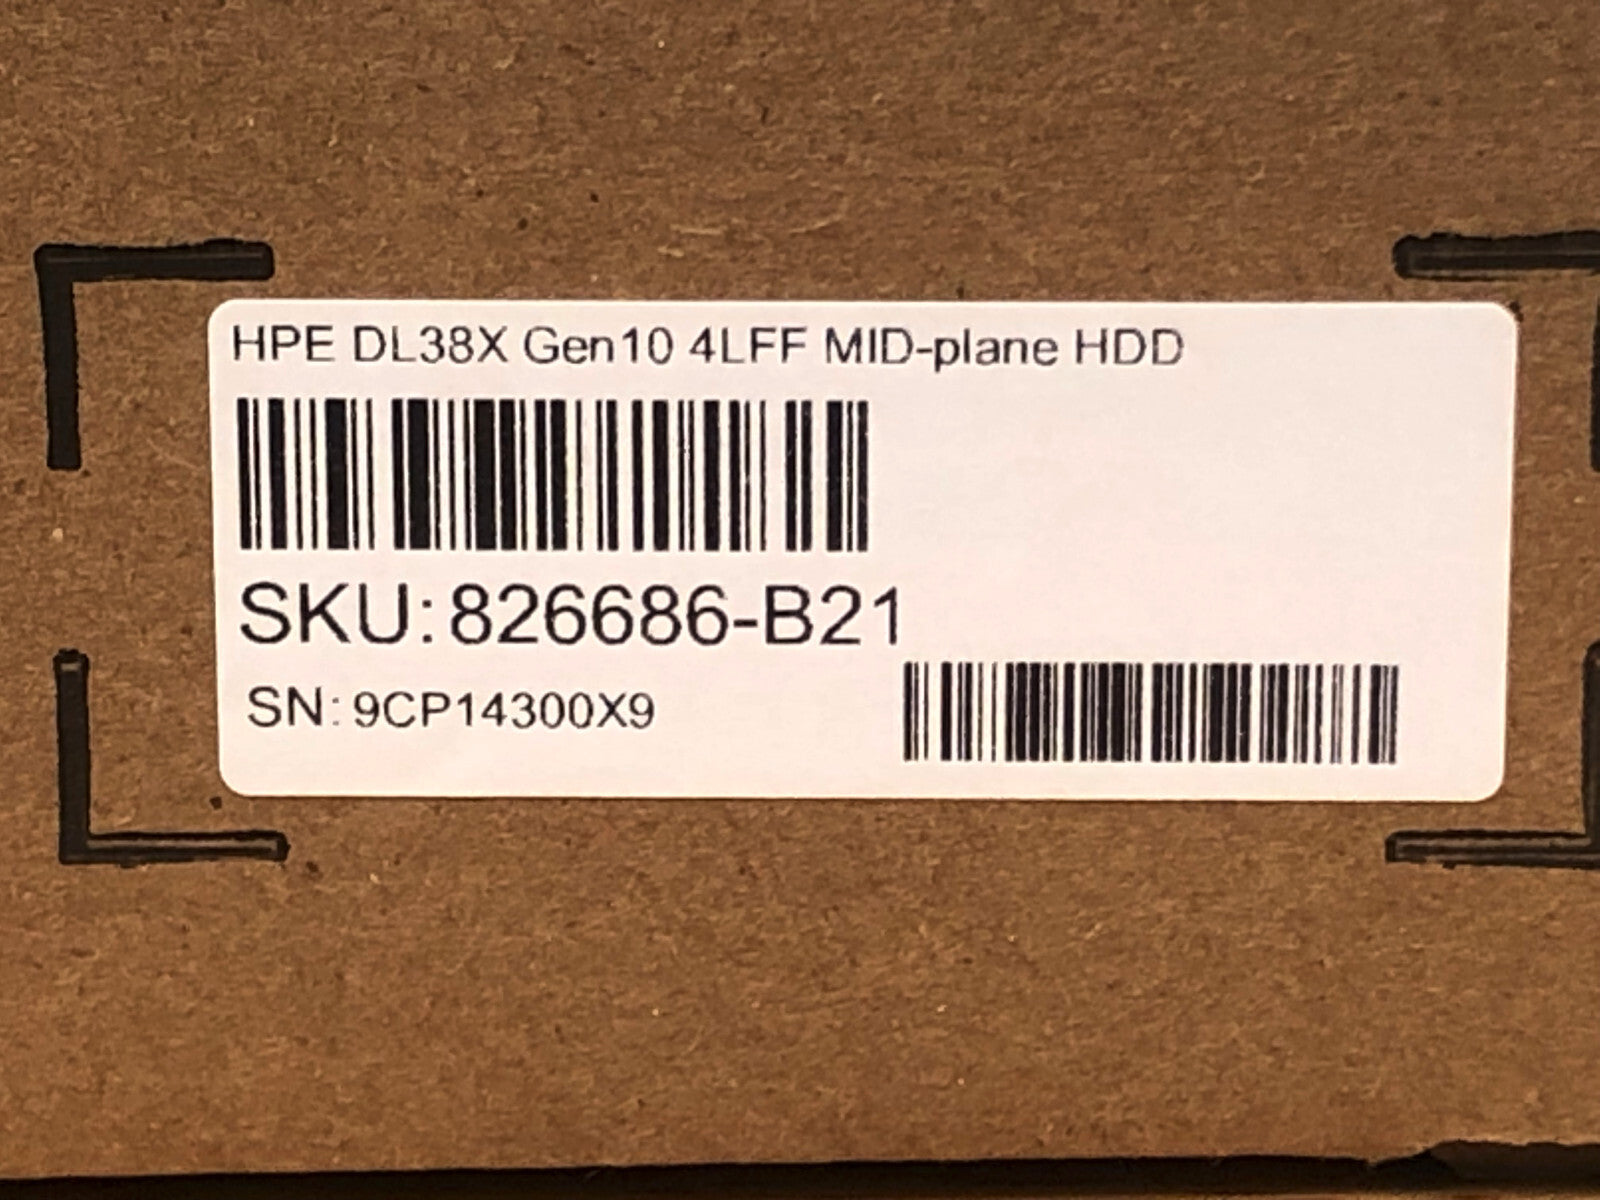 HPE DL38X Gen10 4LFF MID-plane HDD
SKU: 826686-B21
SN: 9CP14300X9